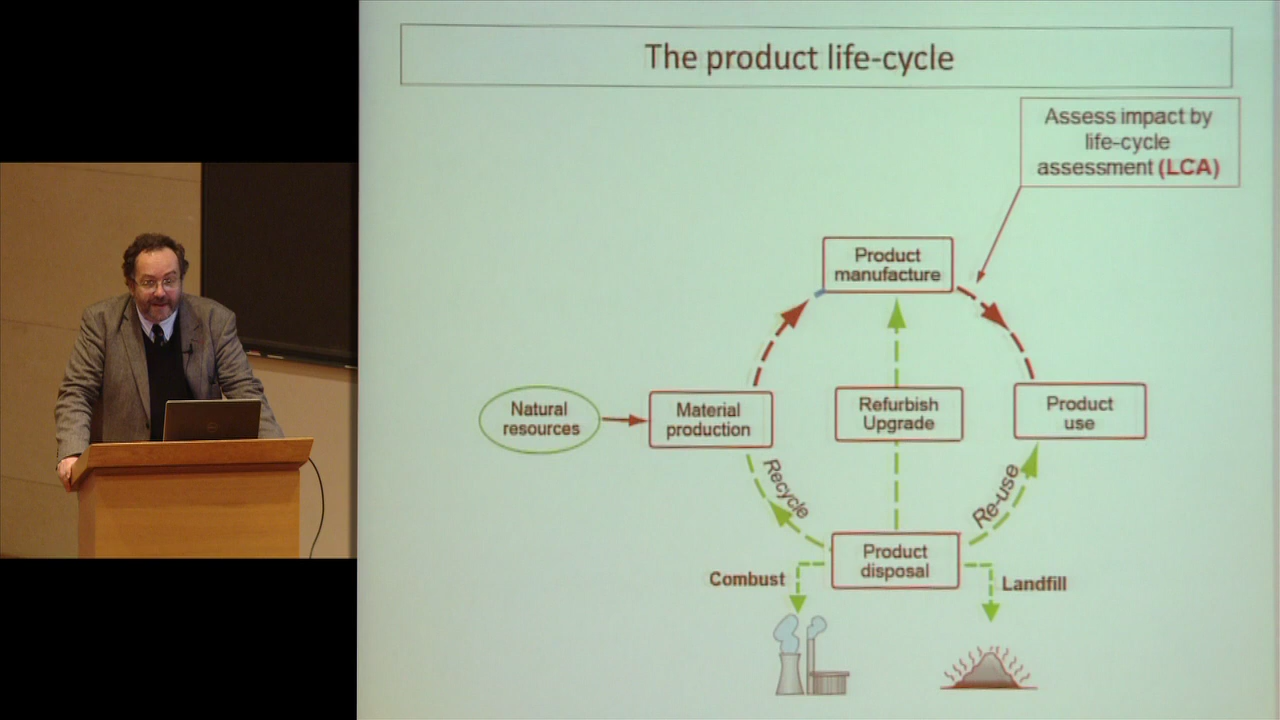 The product life-cycle
Assess impact by
life-cycle
assessment (LCA)
Product
manufacture
Natural
resources
Material
production
Refurbish
Upgrade
Product
use
Recycle
Re-use
Product
disposal
Combust
Landfill